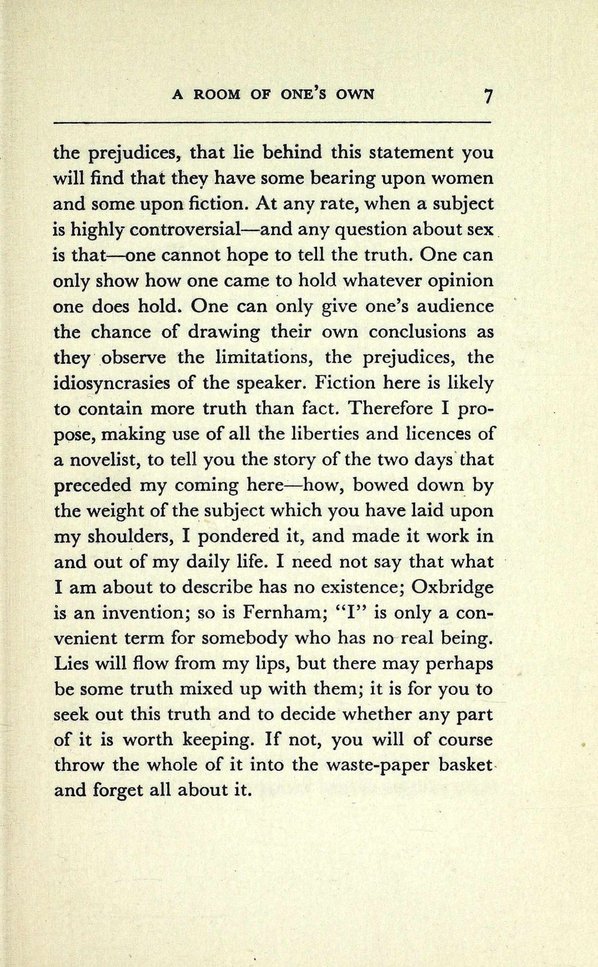 A ROOM OF ONE'S OWN 7
the prejudices, that lie behind this statement you
will find that they have some bearing upon women
and some upon fiction. At any rate, when a subject
is highly controversial—and any question about sex
is that—one cannot hope to tell the truth. One can
only show how one came to hold whatever opinion
one does hold. One can only give one's audience
the chance of drawing their own conclusions as
they observe the limitations, the prejudices, the
idiosyncrasies of the speaker. Fiction here is likely
to contain more truth than fact. Therefore I pro-
pose, making use of all the liberties and licences of
a novelist, to tell you the story of the two days that
preceded my coming here—how, bowed down by
the weight of the subject which you have laid upon
my shoulders, I pondered it, and made it work in
and out of my daily life. I need not say that what
I am about to describe has no existence; Oxbridge
is an invention; so is Fernham; "I" is only a con-
venient term for somebody who has no real being.
Lies will flow from my lips, but there may perhaps
be some truth mixed up with them; it is for you to
seek out this truth and to decide whether any part
of it is worth keeping. If not, you will of course
throw the whole of it into the waste-paper basket
and forget all about it.